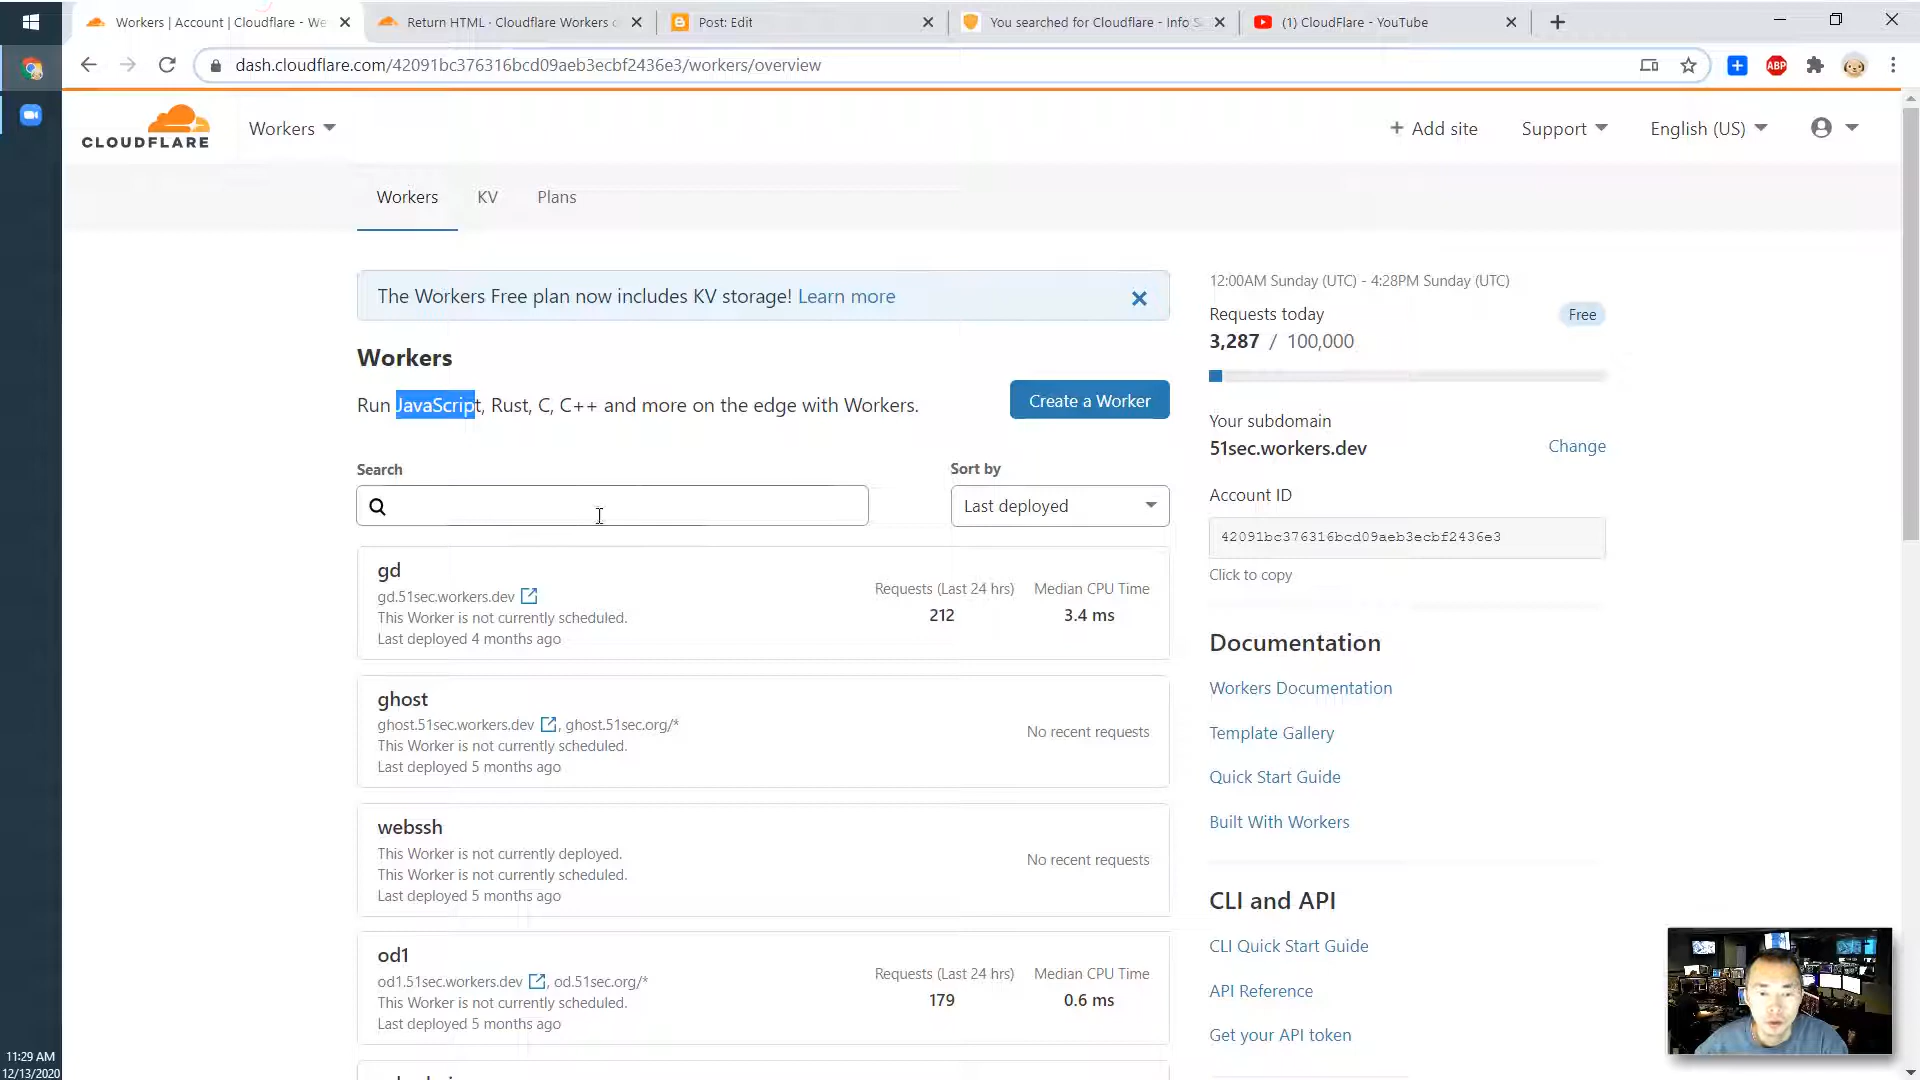 Workers | Account | Cloudflare - We
Return HTML · Cloudflare Workers
Post: Edit
You searched for Cloudflare - Info
(1) CloudFlare - YouTube
dash.cloudflare.com/42091bc376316bcd09aeb3ecbf2436e3/workers/overview
ABP
CLOUDFLARE
Workers
+ Add site
Support
English (US)
Workers
KV
Plans
The Workers Free plan now includes KV storage! Learn more
Workers
Run JavaScript, Rust, C, C++ and more on the edge with Workers.
Create a Worker
Search
Sort by
Last deployed
gd
gd.51sec.workers.dev
This Worker is not currently scheduled.
Last deployed 4 months ago
Requests (Last 24 hrs)
212
Median CPU Time
3.4 ms
ghost
ghost.51sec.workers.dev , ghost.51sec.org/*
This Worker is not currently scheduled.
Last deployed 5 months ago
No recent requests
webssh
This Worker is not currently deployed.
This Worker is not currently scheduled.
Last deployed 5 months ago
No recent requests
od1
od1.51sec.workers.dev , od.51sec.org/*
This Worker is not currently scheduled.
Last deployed 5 months ago
Requests (Last 24 hrs)
179
Median CPU Time
0.6 ms
12:00AM Sunday (UTC) - 4:28PM Sunday (UTC)
Requests today
Free
3,287 / 100,000
Your subdomain
51sec.workers.dev
Change
Account ID
42091bc376316bcd09aeb3ecbf2436e3
Click to copy
Documentation
Workers Documentation
Template Gallery
Quick Start Guide
Built With Workers
CLI and API
CLI Quick Start Guide
API Reference
Get your API token
11:29 AM
12/13/2020